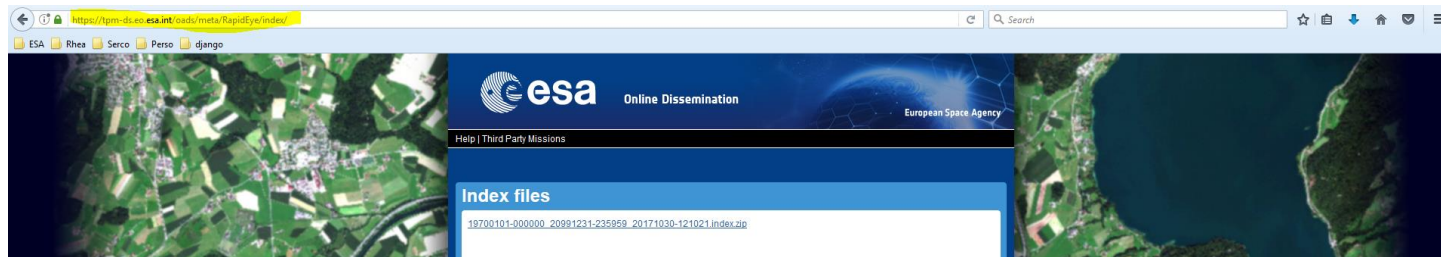 https://tpm-ds.eo.esa.int/oads/meta/RapidEye/index/
Search
ESA Rhea Serco Perso django
esa
Online Dissemination
European Space Agency
Help | Third Party Missions
Index files
19700101-000000_20991231-235959_20171030-121021.index.zip